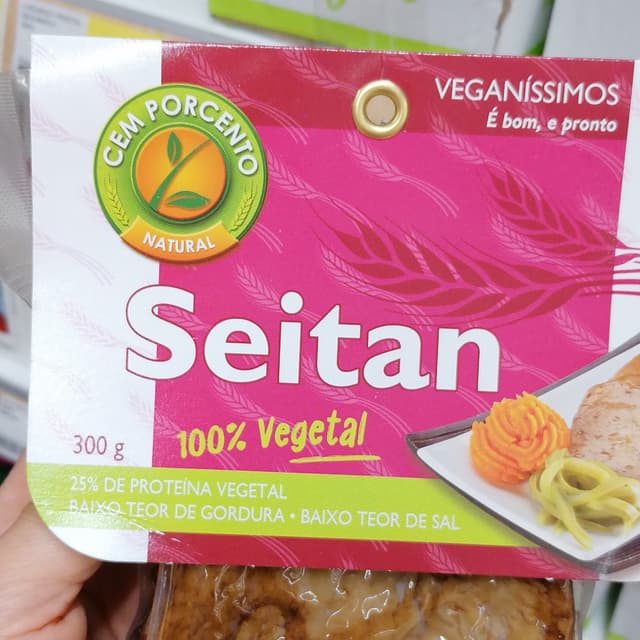 CEM PORCENTO
NATURAL
VEGANÍSSIMOS
É bom, e pronto
Seitan
300 g
100% Vegetal
25% DE PROTEÍNA VEGETAL
BAIXO TEOR DE GORDURA • BAIXO TEOR DE SAL